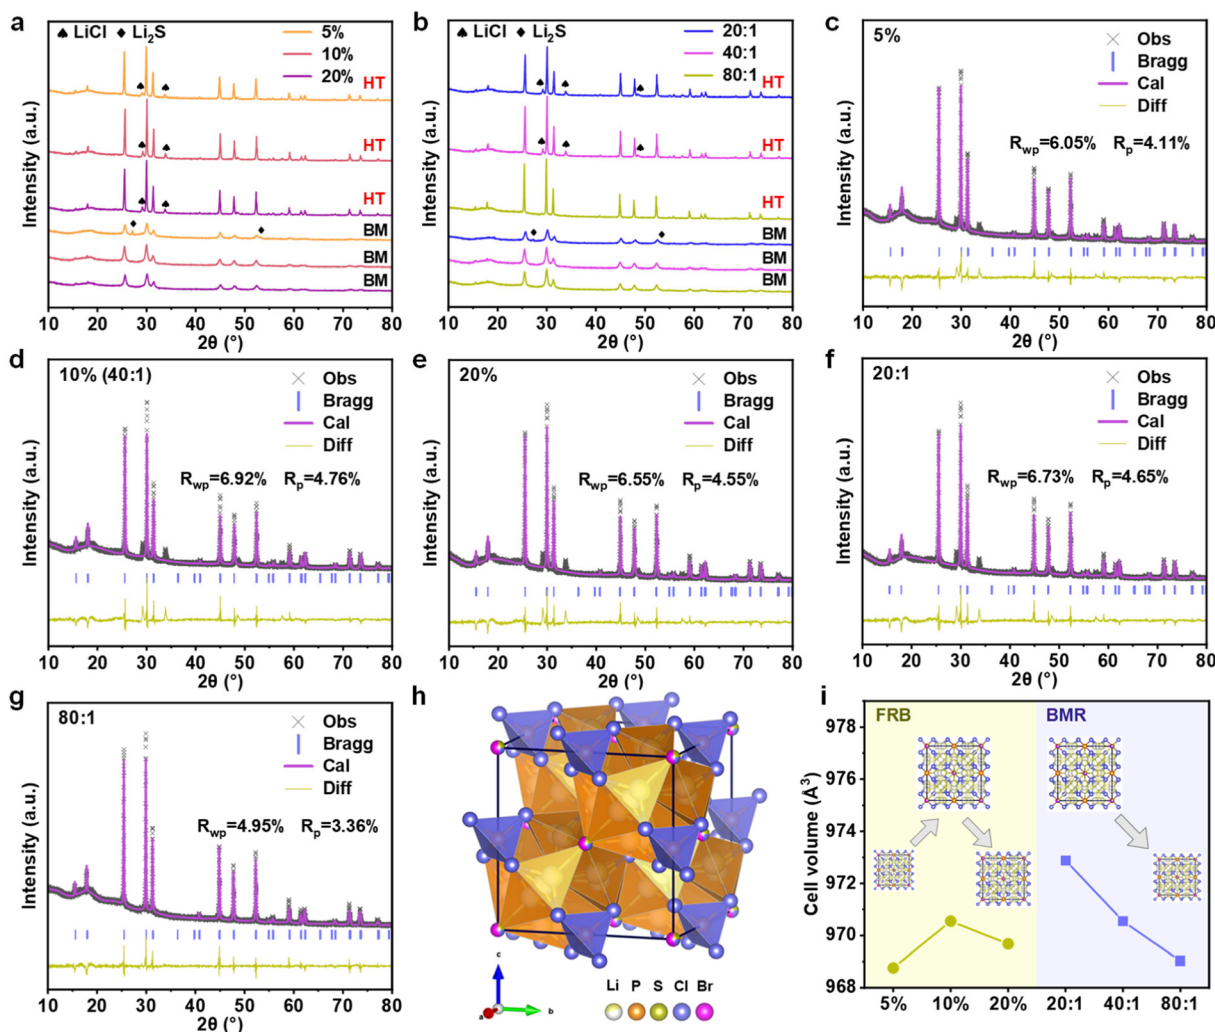 a
♠ LiCl ♦ Li₂S
5%
10%
20%
HT
HT
HT
BM
BM
BM
Intensity (a.u.)
10 20 30 40 50 60 70 80
2θ (°)
b
♠ LiCl ♦ Li₂S
20:1
40:1
80:1
HT
HT
HT
BM
BM
BM
Intensity (a.u.)
10 20 30 40 50 60 70 80
2θ (°)
c
5%
Obs
Bragg
Cal
Diff
Rwp=6.05% Rp=4.11%
Intensity (a.u.)
10 20 30 40 50 60 70 80
2θ (°)
d
10% (40:1)
Obs
Bragg
Cal
Diff
Rwp=6.92% Rp=4.76%
Intensity (a.u.)
10 20 30 40 50 60 70 80
2θ (°)
e
20%
Obs
Bragg
Cal
Diff
Rwp=6.55% Rp=4.55%
Intensity (a.u.)
10 20 30 40 50 60 70 80
2θ (°)
f
20:1
Obs
Bragg
Cal
Diff
Rwp=6.73% Rp=4.65%
Intensity (a.u.)
10 20 30 40 50 60 70 80
2θ (°)
g
80:1
Obs
Bragg
Cal
Diff
Rwp=4.95% Rp=3.36%
Intensity (a.u.)
10 20 30 40 50 60 70 80
2θ (°)
h
c
a
b
Li P S Cl Br
i
FRB BMR
Cell volume (Å³)
978
976
974
972
970
968
5% 10% 20% 20:1 40:1 80:1